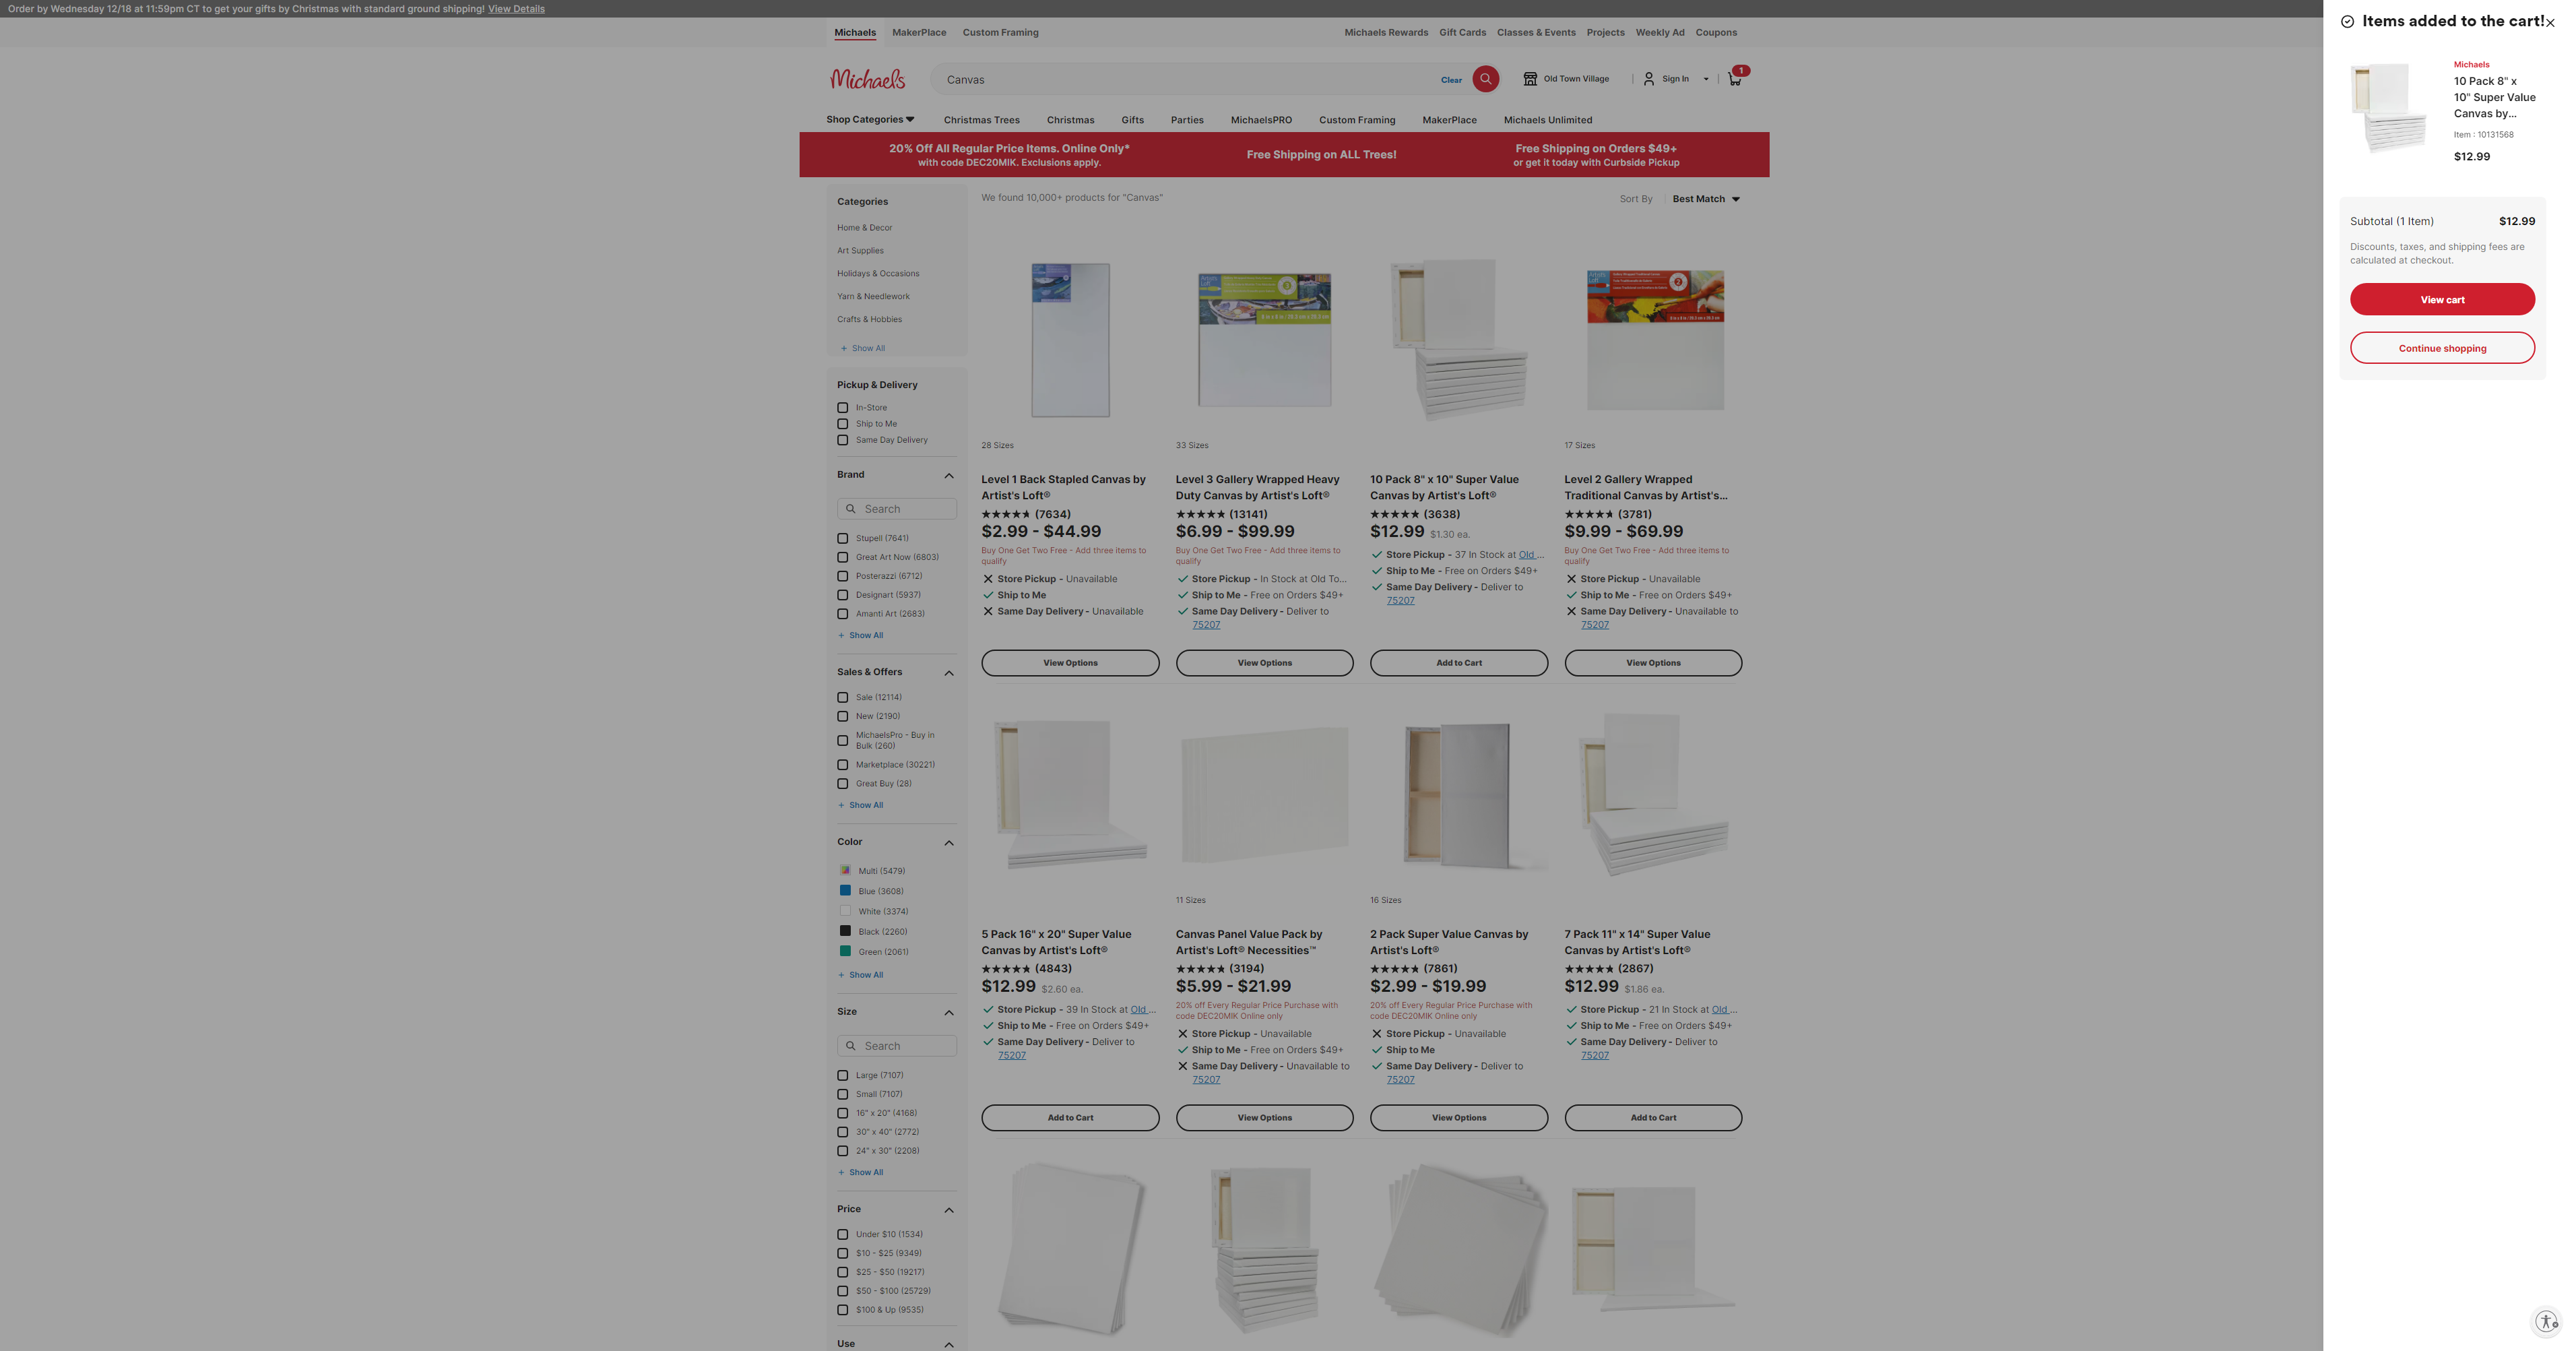 Order by Wednesday 12/18 at 11:59pm CT to get your gifts by Christmas with standard ground shipping! View Details
Michaels MakerPlace Custom Framing
Michaels Rewards Gift Cards Classes & Events Projects Weekly Ad Coupons
Michaels
Canvas
Clear
Old Town Village
Sign In
1
Shop Categories
Christmas Trees Christmas Gifts Parties MichaelsPRO Custom Framing MakerPlace Michaels Unlimited
20% Off All Regular Price Items. Online Only*
with code DEC20MIK. Exclusions apply.
Free Shipping on ALL Trees!
Free Shipping on Orders $49+
or get it today with Curbside Pickup
Categories
Home & Decor
Art Supplies
Holidays & Occasions
Yarn & Needlework
Crafts & Hobbies
+ Show All
Pickup & Delivery
In-Store
Ship to Me
Same Day Delivery
Brand
Search
Stupell (7641)
Great Art Now (6803)
Posterazzi (6712)
Designart (5937)
Amanti Art (2683)
+ Show All
Sales & Offers
Sale (12114)
New (2190)
MichaelsPro - Buy in
Bulk (260)
Marketplace (30221)
Great Buy (28)
+ Show All
Color
Multi (5479)
Blue (3608)
White (3374)
Black (2260)
Green (2061)
+ Show All
Size
Search
Large (7107)
Small (7107)
16" x 20" (4168)
30" x 40" (2772)
24" x 30" (2208)
+ Show All
Price
Under $10 (1534)
$10 - $25 (9349)
$25 - $50 (19217)
$50 - $100 (25729)
$100 & Up (9535)
Use
We found 10,000+ products for "Canvas"
Sort By Best Match
28 Sizes
Level 1 Back Stapled Canvas by
Artist's Loft®
(7634)
$2.99 - $44.99
Buy One Get Two Free - Add three items to
qualify
Store Pickup - Unavailable
Ship to Me
Same Day Delivery - Unavailable
View Options
33 Sizes
Level 3 Gallery Wrapped Heavy
Duty Canvas by Artist's Loft®
(13141)
$6.99 - $99.99
Buy One Get Two Free - Add three items to
qualify
Store Pickup - In Stock at Old To...
Ship to Me - Free on Orders $49+
Same Day Delivery - Deliver to
75207
View Options
10 Pack 8" x 10" Super Value
Canvas by Artist's Loft®
(3638)
$12.99 $1.30 ea.
Store Pickup - 37 In Stock at Old ...
Ship to Me - Free on Orders $49+
Same Day Delivery - Deliver to
75207
Add to Cart
17 Sizes
Level 2 Gallery Wrapped
Traditional Canvas by Artist's...
(3781)
$9.99 - $69.99
Buy One Get Two Free - Add three items to
qualify
Store Pickup - Unavailable
Ship to Me - Free on Orders $49+
Same Day Delivery - Unavailable to
75207
View Options
5 Pack 16" x 20" Super Value
Canvas by Artist's Loft®
(4843)
$12.99 $2.60 ea.
Store Pickup - 39 In Stock at Old ...
Ship to Me - Free on Orders $49+
Same Day Delivery - Deliver to
75207
Add to Cart
11 Sizes
Canvas Panel Value Pack by
Artist's Loft® Necessities™
(3194)
$5.99 - $21.99
20% off Every Regular Price Purchase with
code DEC20MIK Online only
Store Pickup - Unavailable
Ship to Me - Free on Orders $49+
Same Day Delivery - Unavailable to
75207
View Options
16 Sizes
2 Pack Super Value Canvas by
Artist's Loft®
(7861)
$2.99 - $19.99
20% off Every Regular Price Purchase with
code DEC20MIK Online only
Store Pickup - Unavailable
Ship to Me
Same Day Delivery - Deliver to
75207
View Options
7 Pack 11" x 14" Super Value
Canvas by Artist's Loft®
(2867)
$12.99 $1.86 ea.
Store Pickup - 21 In Stock at Old ...
Ship to Me - Free on Orders $49+
Same Day Delivery - Deliver to
75207
Add to Cart
Items added to the cart!
Michaels
10 Pack 8" x
10" Super Value
Canvas by...
Item : 10131568
$12.99
Subtotal (1 Item) $12.99
Discounts, taxes, and shipping fees are
calculated at checkout.
View cart
Continue shopping